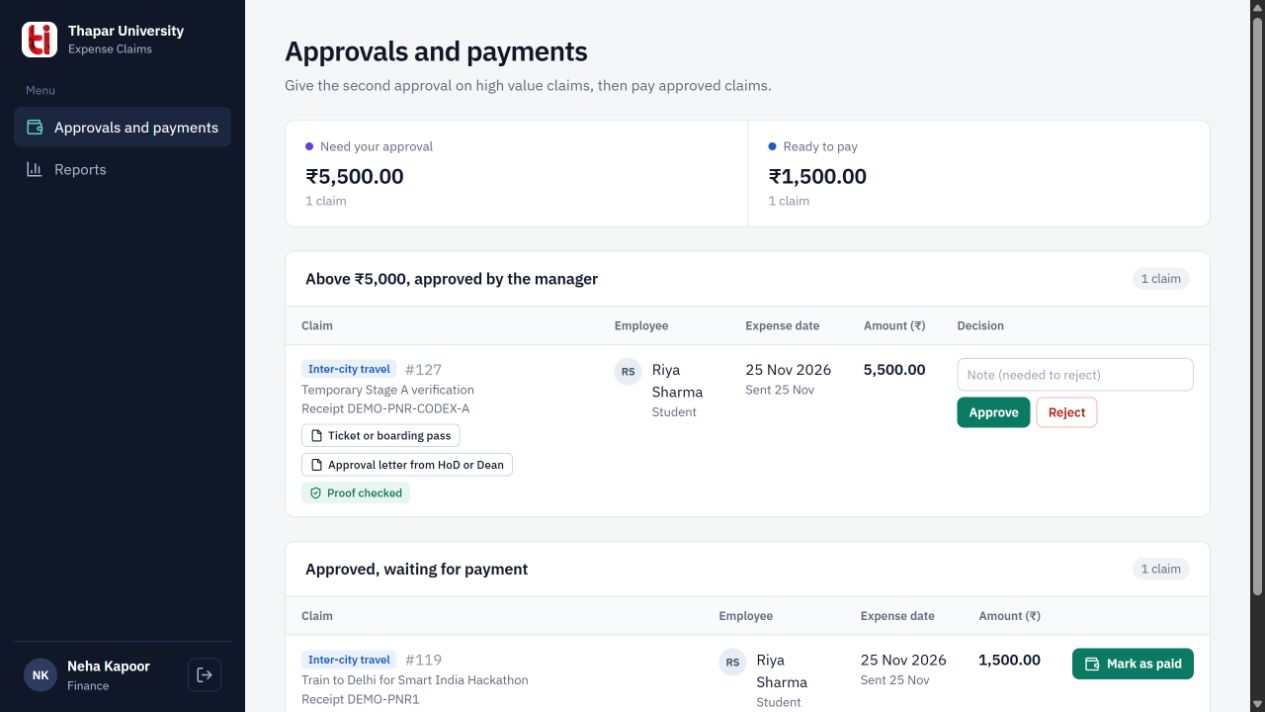 ti
Thapar University
Expense Claims
Menu
Approvals and payments
Reports
Approvals and payments
Give the second approval on high value claims, then pay approved claims.
Need your approval
₹5,500.00
1 claim
Ready to pay
₹1,500.00
1 claim
Above ₹5,000, approved by the manager
1 claim
Claim Employee Expense date Amount (₹) Decision
Inter-city travel #127
Temporary Stage A verification
Receipt DEMO-PNR-CODEX-A
Ticket or boarding pass
Approval letter from HoD or Dean
Proof checked
RS
Riya
Sharma
Student
25 Nov 2026
Sent 25 Nov
5,500.00
Note (needed to reject)
Approve Reject
Approved, waiting for payment
1 claim
Claim Employee Expense date Amount (₹)
Inter-city travel #119
Train to Delhi for Smart India Hackathon
Receipt DEMO-PNR1
RS
Riya
Sharma
Student
25 Nov 2026
Sent 25 Nov
1,500.00
Mark as paid
NK
Neha Kapoor
Finance